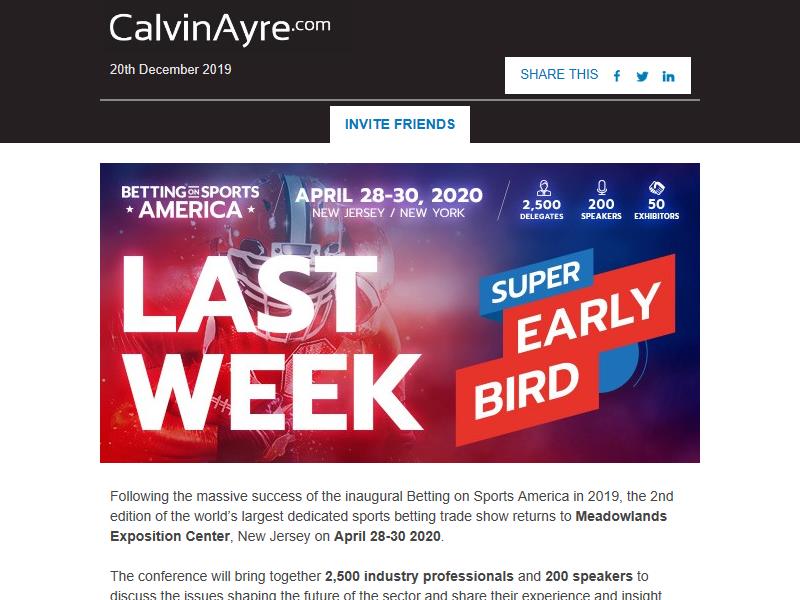 CalvinAyre.com
20th December 2019
SHARE THIS
INVITE FRIENDS
BETTING ON SPORTS
AMERICA
APRIL 28-30, 2020
NEW JERSEY / NEW YORK
2,500
DELEGATES
200
SPEAKERS
50
EXHIBITORS
LAST
WEEK
SUPER
EARLY
BIRD
Following the massive success of the inaugural Betting on Sports America in 2019, the 2nd
edition of the world’s largest dedicated sports betting trade show returns to Meadowlands
Exposition Center, New Jersey on April 28-30 2020.
The conference will bring together 2,500 industry professionals and 200 speakers to
discuss the issues shaping the future of the sector and share their experience and insight